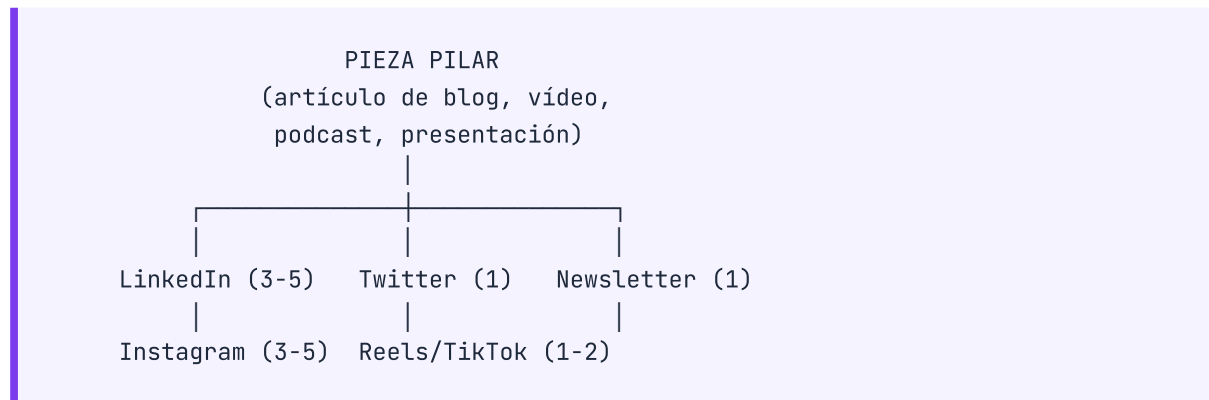 PIEZA PILAR
(artículo de blog, vídeo,
podcast, presentación)
LinkedIn (3-5) Twitter (1) Newsletter (1)
Instagram (3-5) Reels/TikTok (1-2)